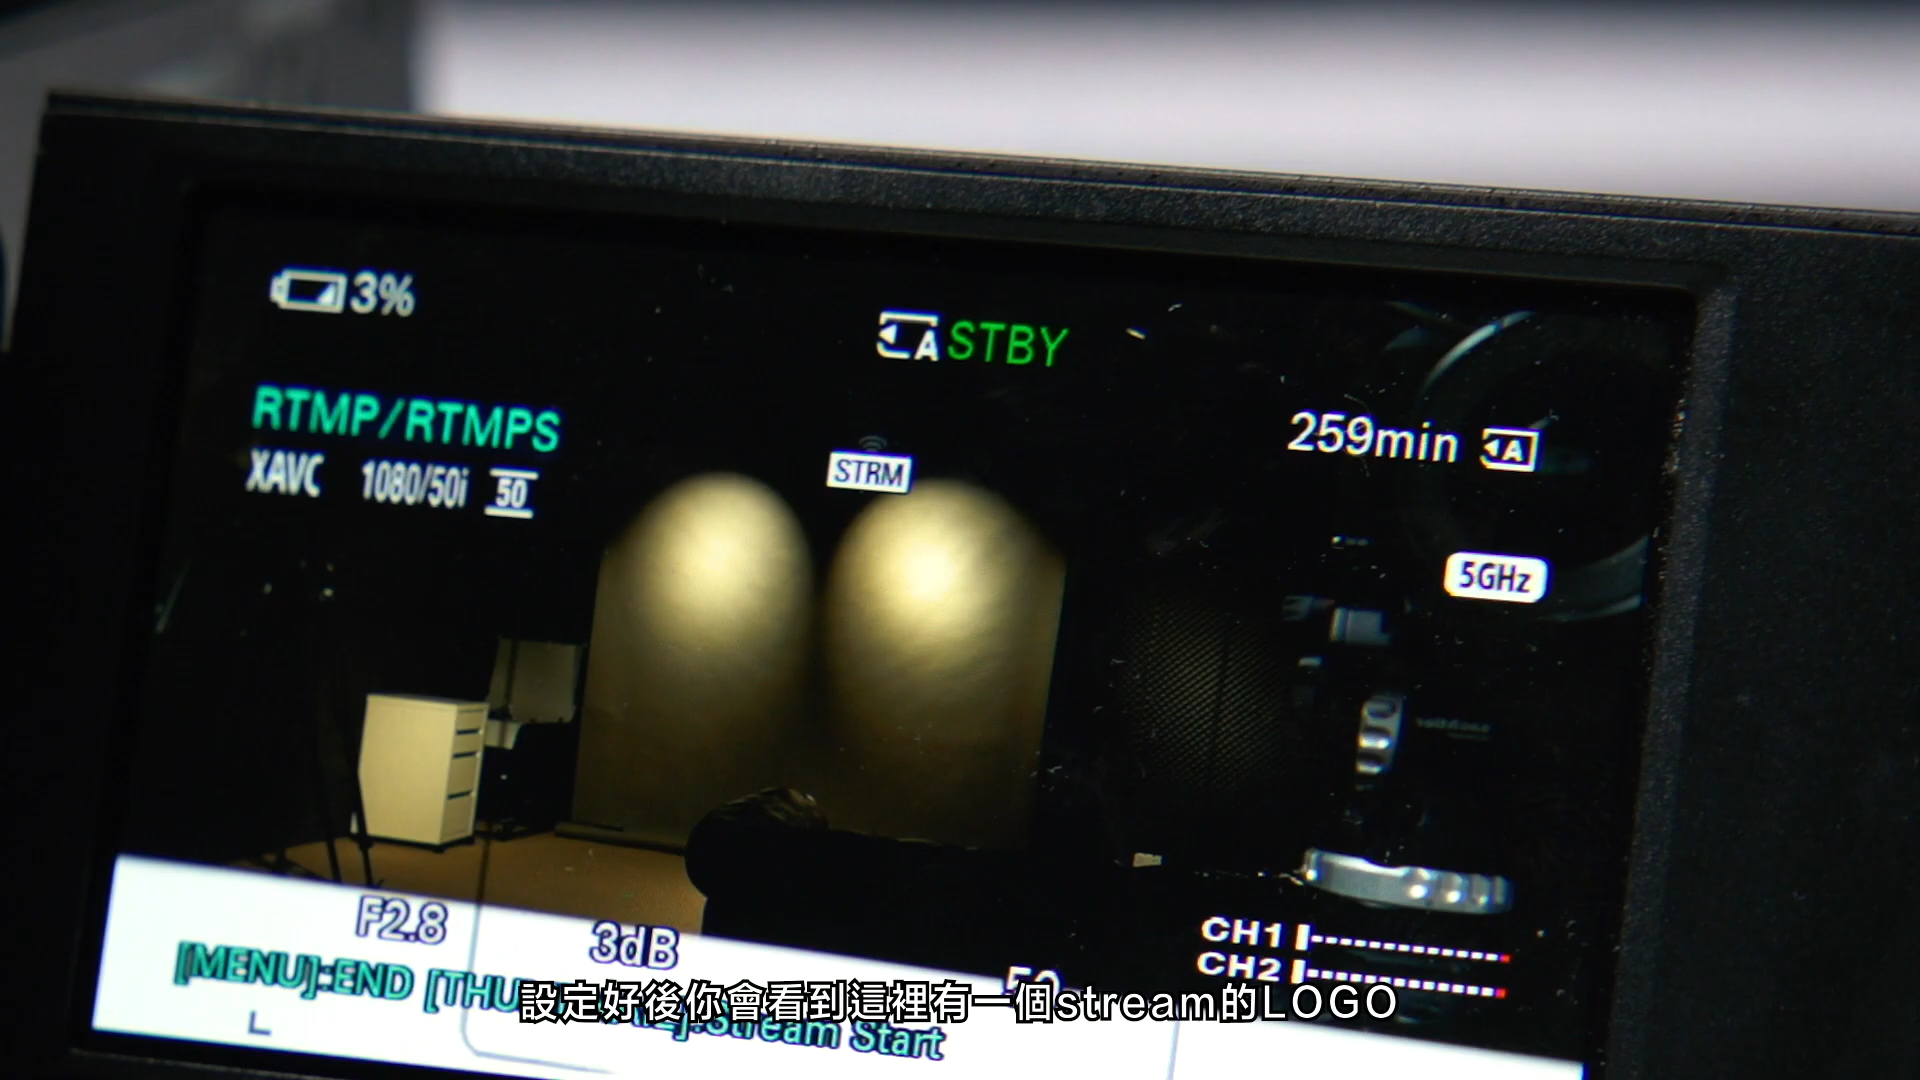 3%
A STBY
RTMP/RTMPS
259min A
XAVC 1080/50i 50
STRM
5GHz
F2.8
3dB
50
CH1
CH2
[MENU]:END [THU Stream Start
設定好後你會看到這裡有一個stream的LOGO